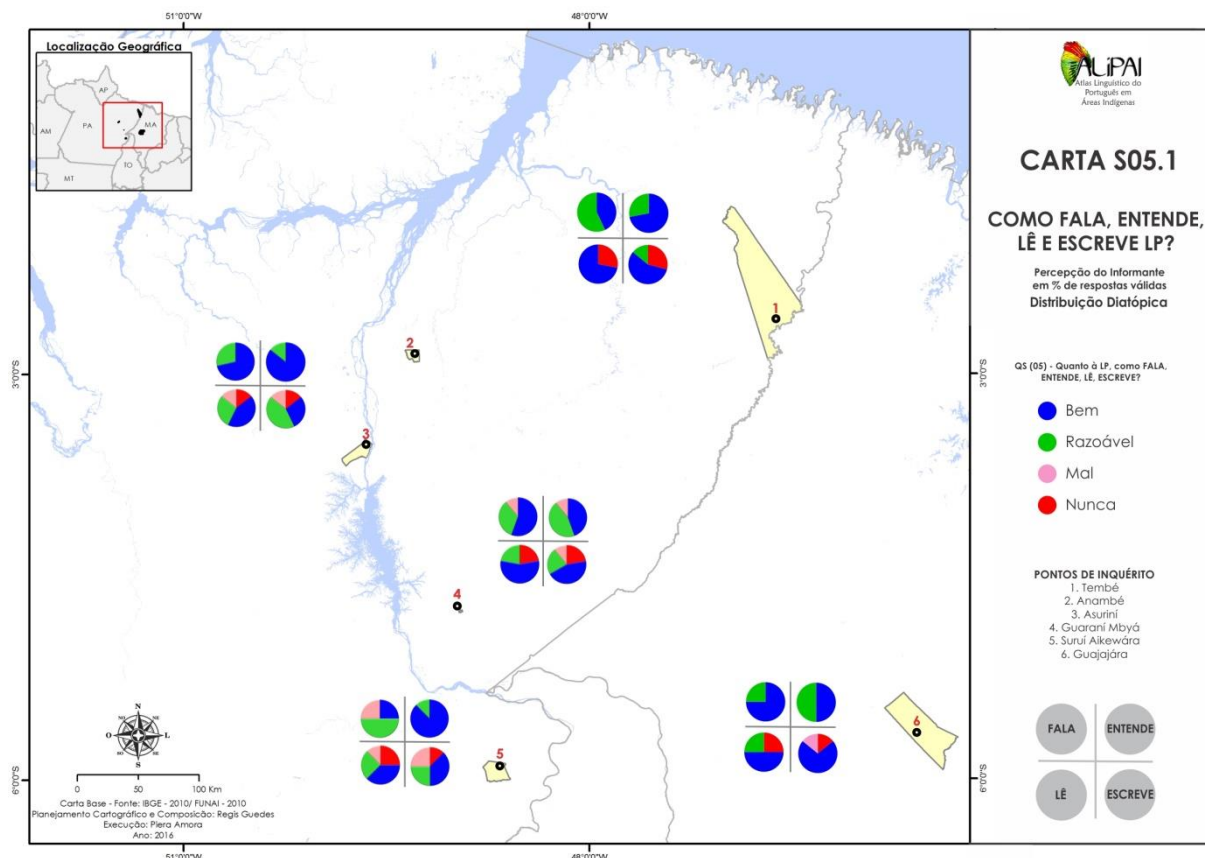 51°0'0"W
48°0'0"W
Localização Geográfica
AP
AM
PA
MA
TO
MT
3°0'0"S
3°0'0"S
1
2
3
4
5
6
6°0'0"S
6°0'0"S
N
NO
NE
O
L
SO
SE
S
0
50
100 Km
Carta Base - Fonte: IBGE - 2010/ FUNAI - 2010
Planejamento Cartográfico e Composicão: Regis Guedes
Execução: Piera Amora
Ano: 2016
51°0'0"W
48°0'0"W
ALiPAI
Atlas Linguístico do
Português em
Áreas Indígenas
CARTA S05.1
COMO FALA, ENTENDE,
LÊ E ESCREVE LP?
Percepção do Informante
em % de respostas válidas
Distribuição Diatópica
QS (05) - Quanto à LP, como FALA,
ENTENDE, LÊ, ESCREVE?
Bem
Razoável
Mal
Nunca
PONTOS DE INQUÉRITO
1. Tembé
2. Anambé
3. Asuriní
4. Guaraní Mbyá
5. Suruí Aikewára
6. Guajajára
FALA
ENTENDE
LÊ
ESCREVE